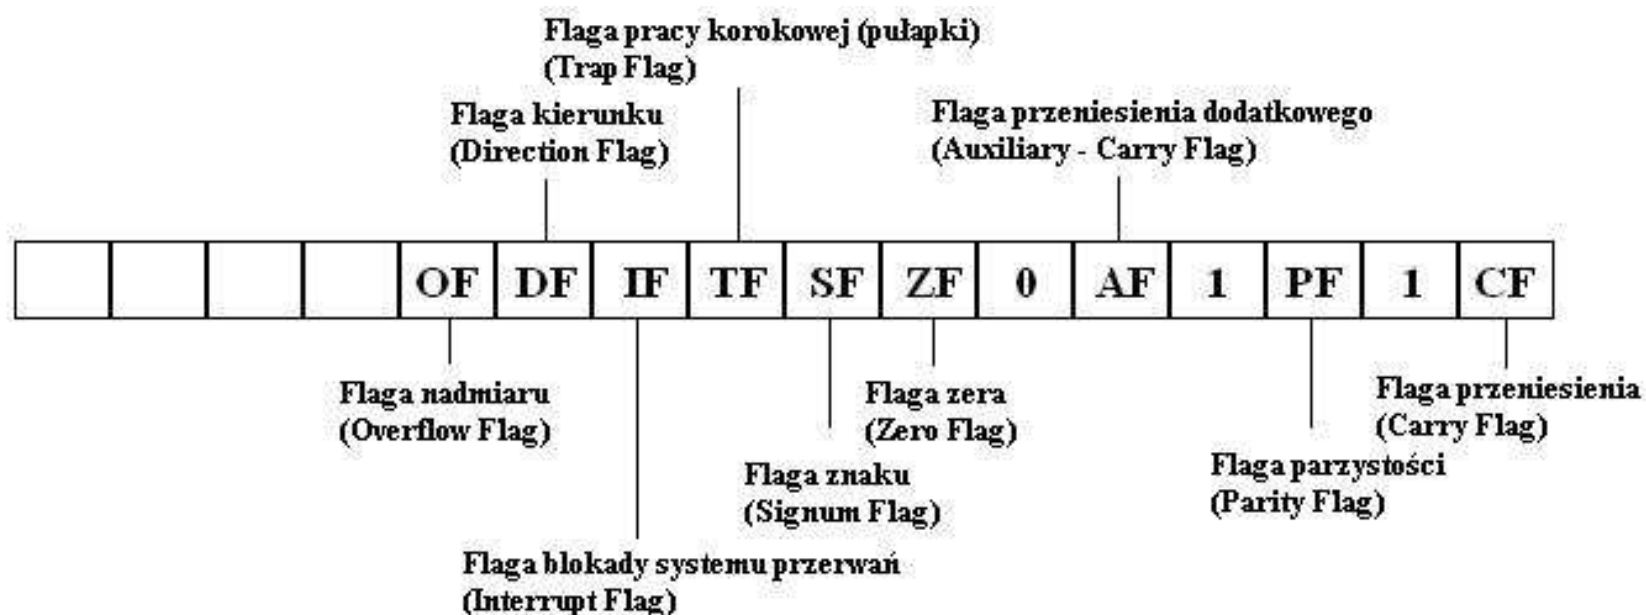 Flaga pracy korokowej (pułapki)
(Trap Flag)
Flaga kierunku
(Direction Flag)
Flaga przeniesienia dodatkowego
(Auxiliary - Carry Flag)
OF DF IF TF SF ZF 0 AF 1 PF 1 CF
Flaga nadmiaru
(Overflow Flag)
Flaga zera
(Zero Flag)
Flaga przeniesienia
(Carry Flag)
Flaga znaku
(Signum Flag)
Flaga parzystości
(Parity Flag)
Flaga blokady systemu przerwań
(Interrupt Flag)